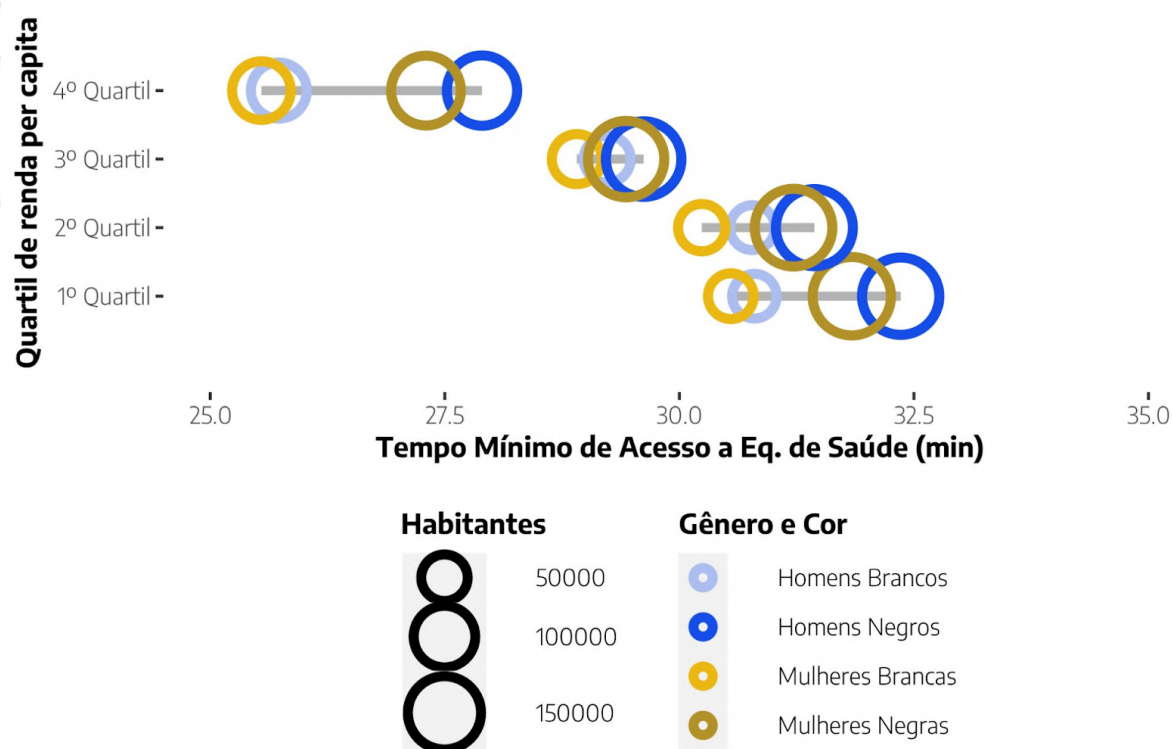 Quartil de renda per capita
4º Quartil
3º Quartil
2º Quartil
1º Quartil
25.0 27.5 30.0 32.5 35.0
Tempo Mínimo de Acesso a Eq. de Saúde (min)
Habitantes
50000
100000
150000
Gênero e Cor
Homens Brancos
Homens Negros
Mulheres Brancas
Mulheres Negras